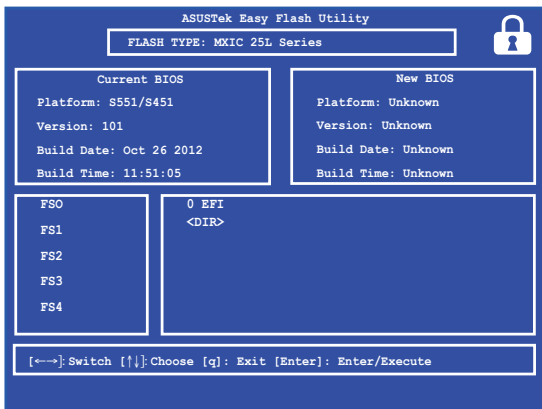 ASUSTek Easy Flash Utility
FLASH TYPE: MXIC 25L Series
Current BIOS
Platform: S551/S451
Version: 101
Build Date: Oct 26 2012
Build Time: 11:51:05
New BIOS
Platform: Unknown
Version: Unknown
Build Date: Unknown
Build Time: Unknown
FSO
FS1
FS2
FS3
FS4
0 EFI
<DIR>
[←→]: Switch [↑↓]: Choose [q]: Exit [Enter]: Enter/Execute